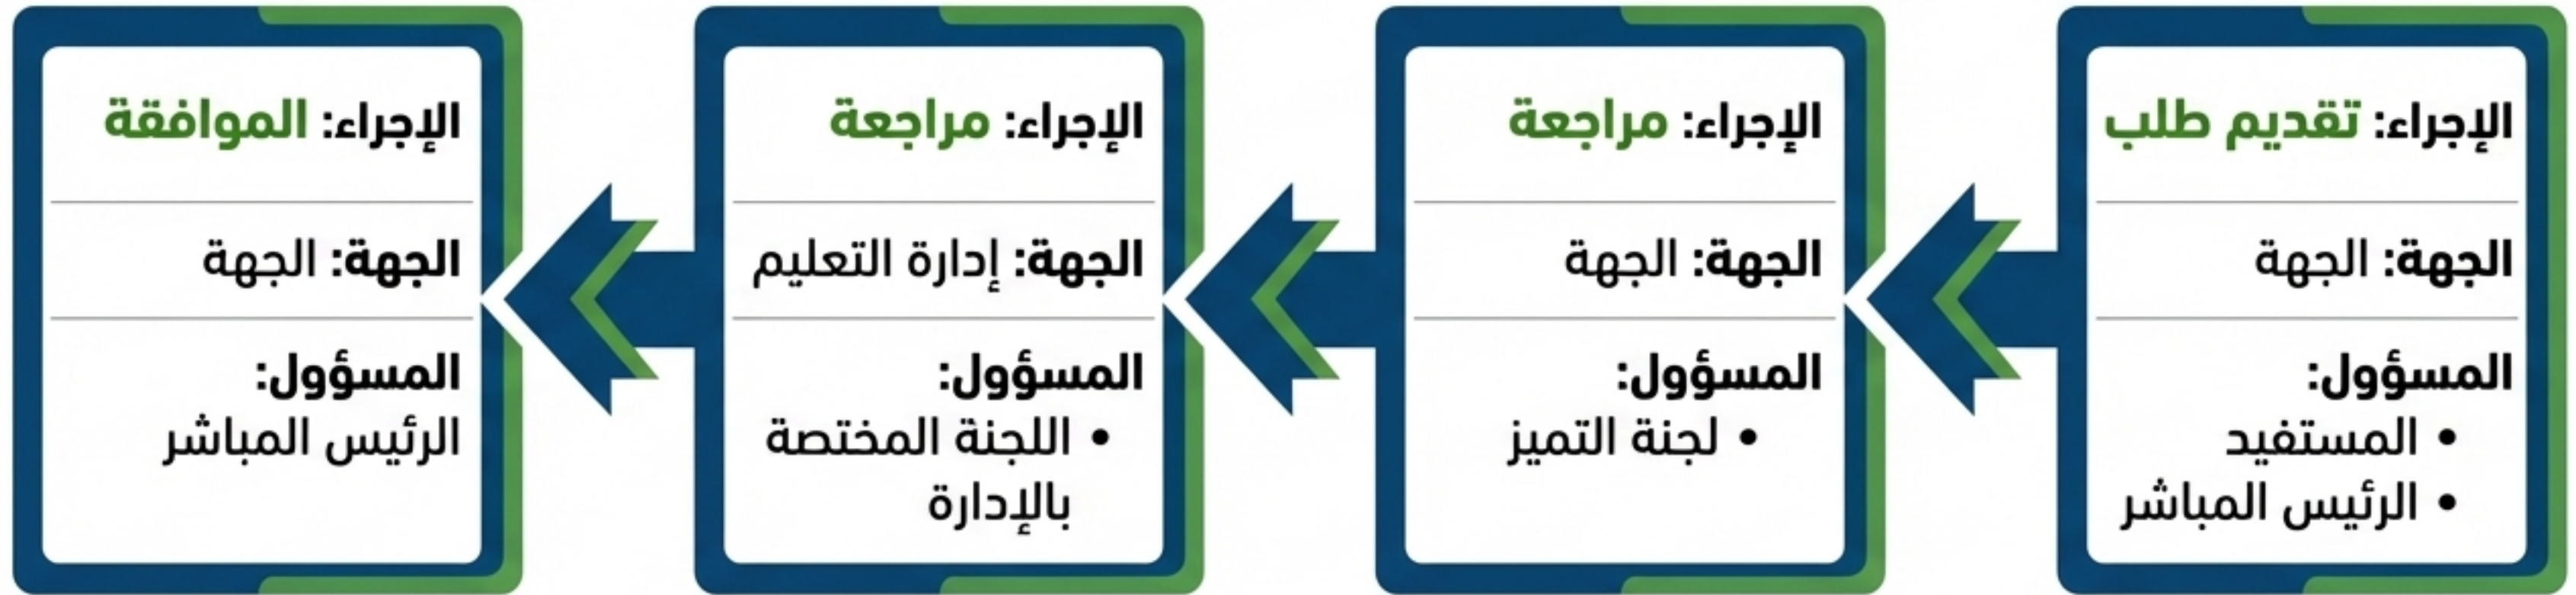 الإجراء: تقديم طلب
الجهة: الجهة
المسؤول:
• المستفيد
• الرئيس المباشر
الإجراء: مراجعة
الجهة: الجهة
المسؤول:
• لجنة التميز
الإجراء: مراجعة
الجهة: إدارة التعليم
المسؤول:
• اللجنة المختصة
بالإدارة
الإجراء: الموافقة
الجهة: الجهة
المسؤول:
الرئيس المباشر